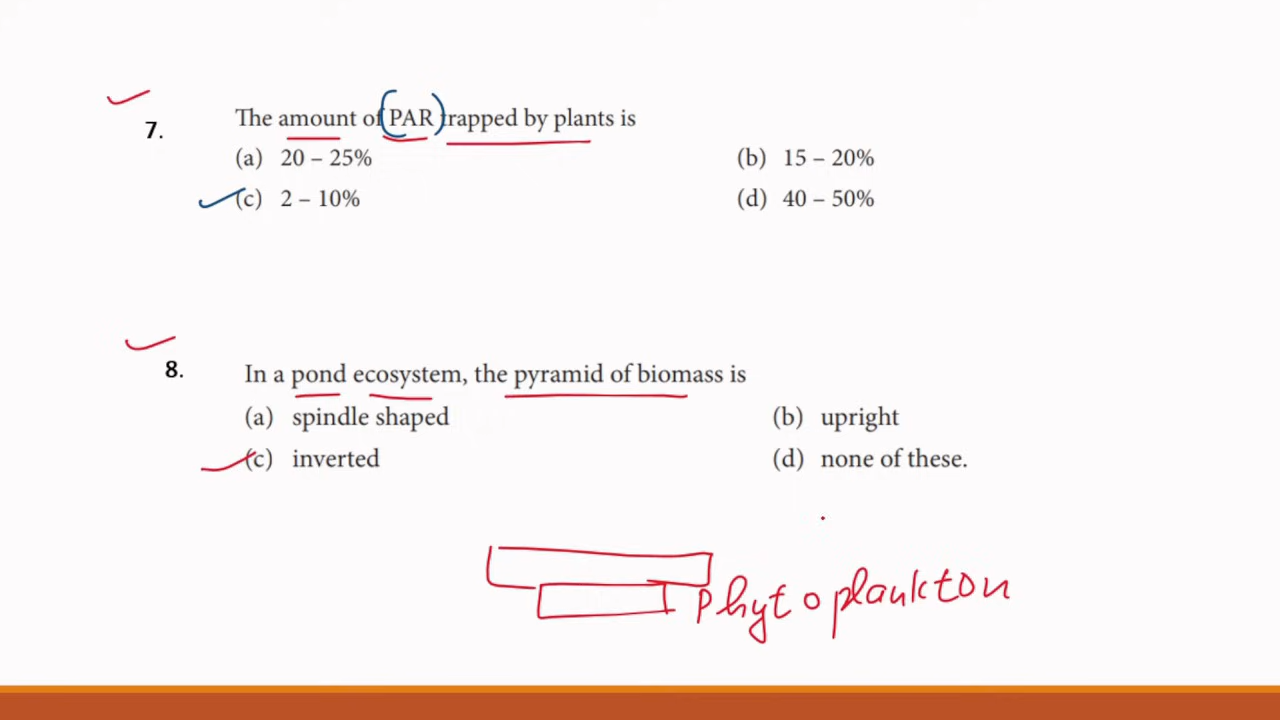 7. The amount of PAR trapped by plants is
(a) 20 – 25% (b) 15 – 20%
(c) 2 – 10% (d) 40 – 50%
8. In a pond ecosystem, the pyramid of biomass is
(a) spindle shaped (b) upright
(c) inverted (d) none of these.
Phytoplankton